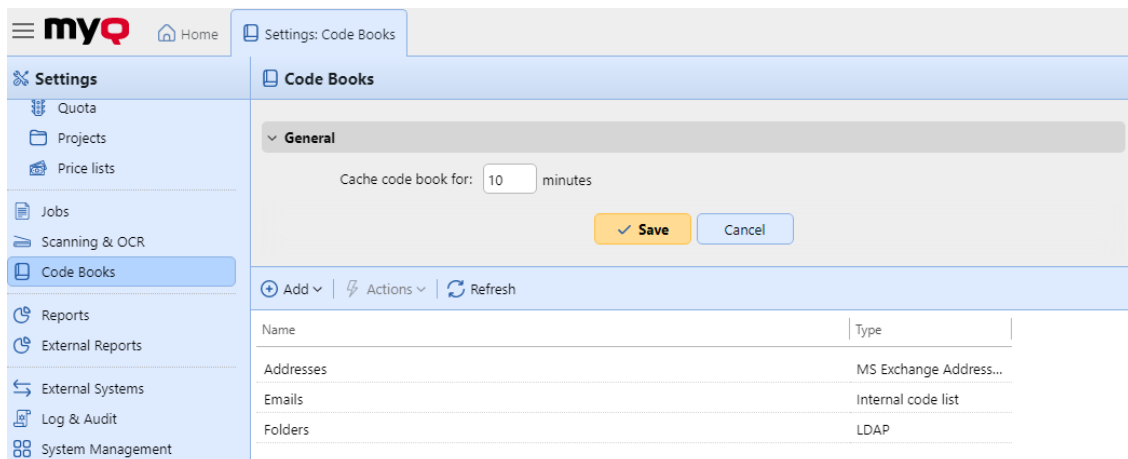 myQ
Home
Settings: Code Books
Settings
Quota
Projects
Price lists
Jobs
Scanning & OCR
Code Books
Reports
External Reports
External Systems
Log & Audit
System Management
Code Books
General
Cache code book for: 10 minutes
Save Cancel
Add Actions Refresh
Name Type
Addresses MS Exchange Address...
Emails Internal code list
Folders LDAP